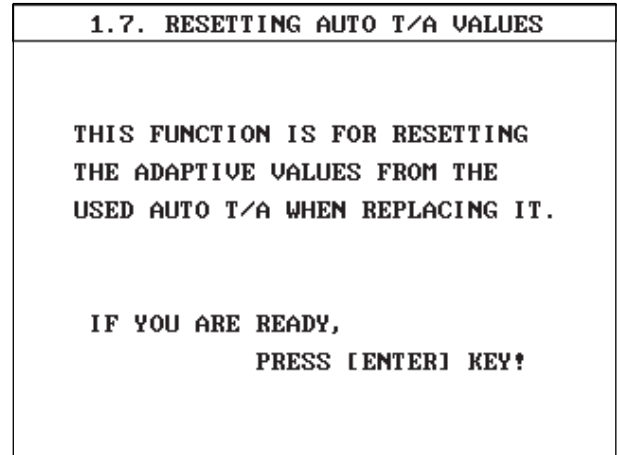 1.7. RESETTING AUTO T/A VALUES
THIS FUNCTION IS FOR RESETTING
THE ADAPTIVE VALUES FROM THE
USED AUTO T/A WHEN REPLACING IT.
IF YOU ARE READY,
PRESS [ENTER] KEY!